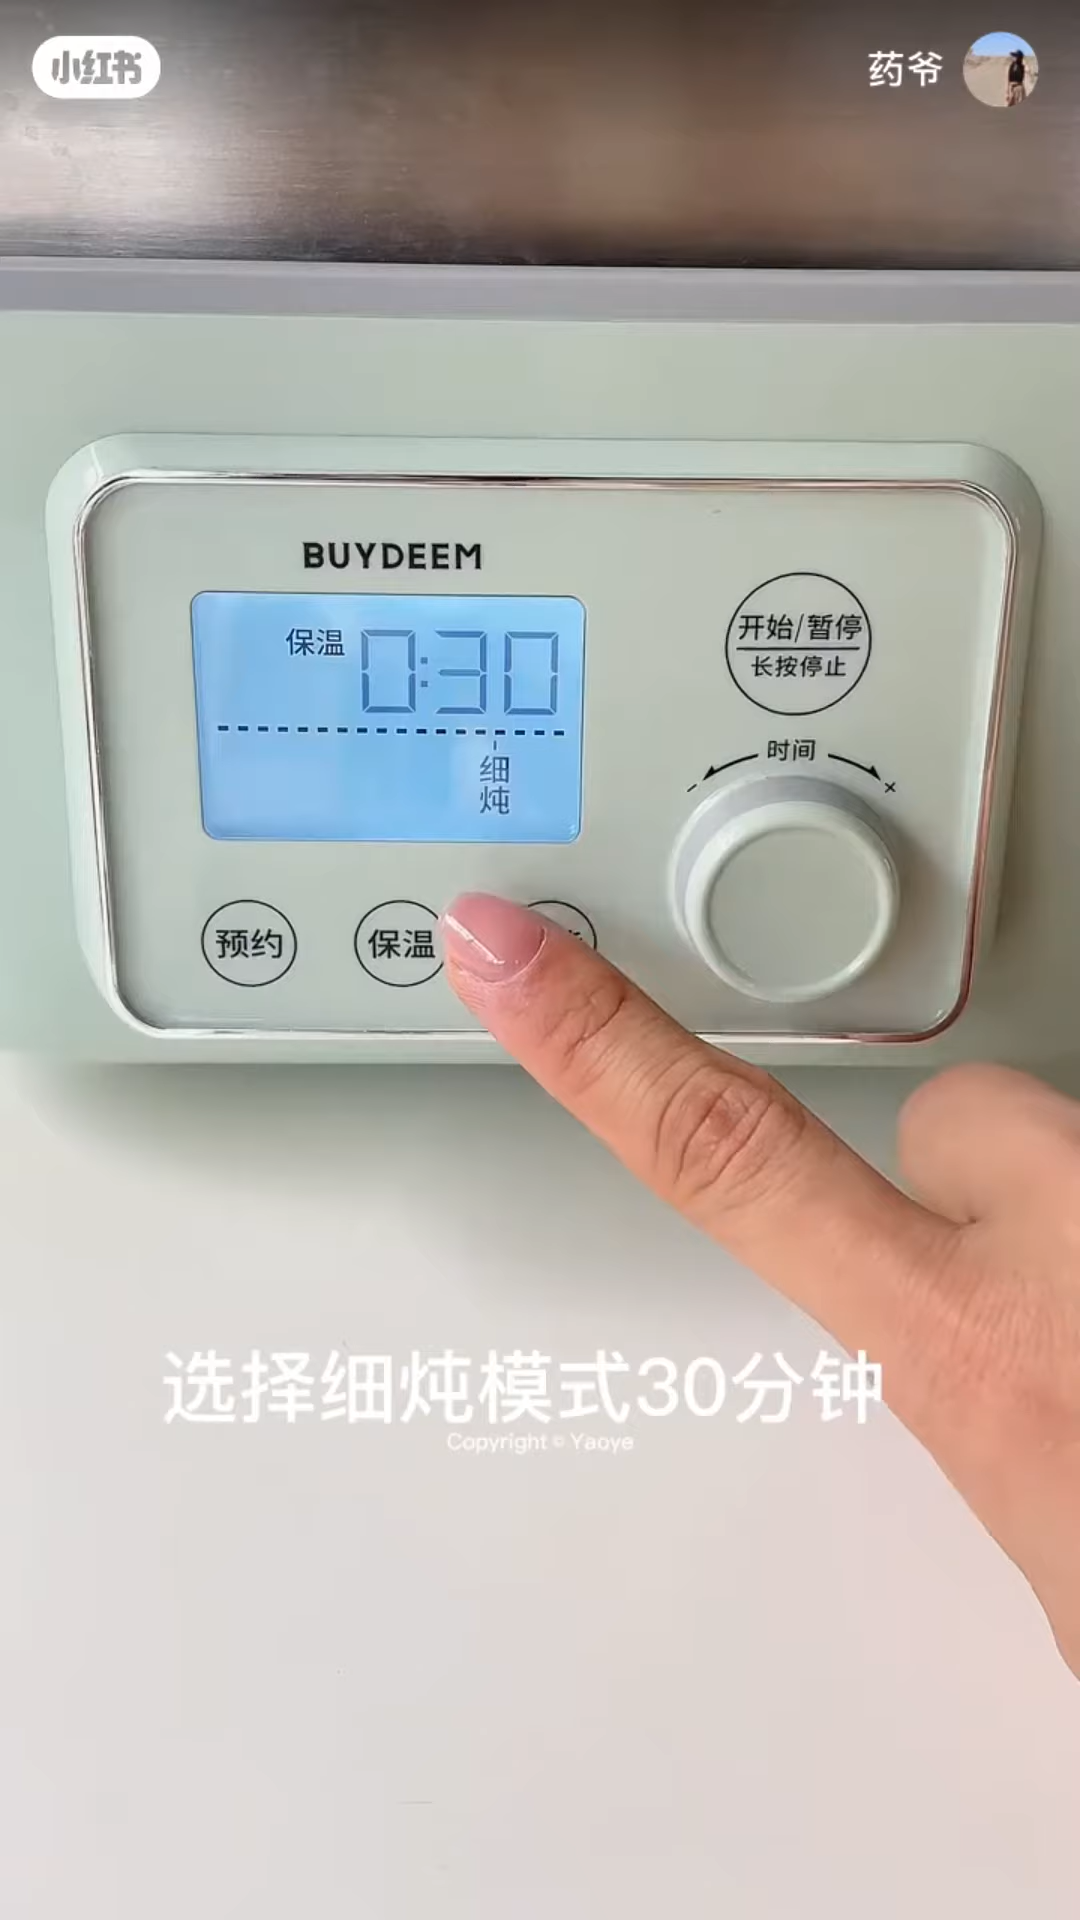 小红书
药爷
BUYDEEM
保温 0:30
细炖
开始/暂停
长按停止
时间
- +
预约
保温
选择细炖模式30分钟
Copyright © Yaoye